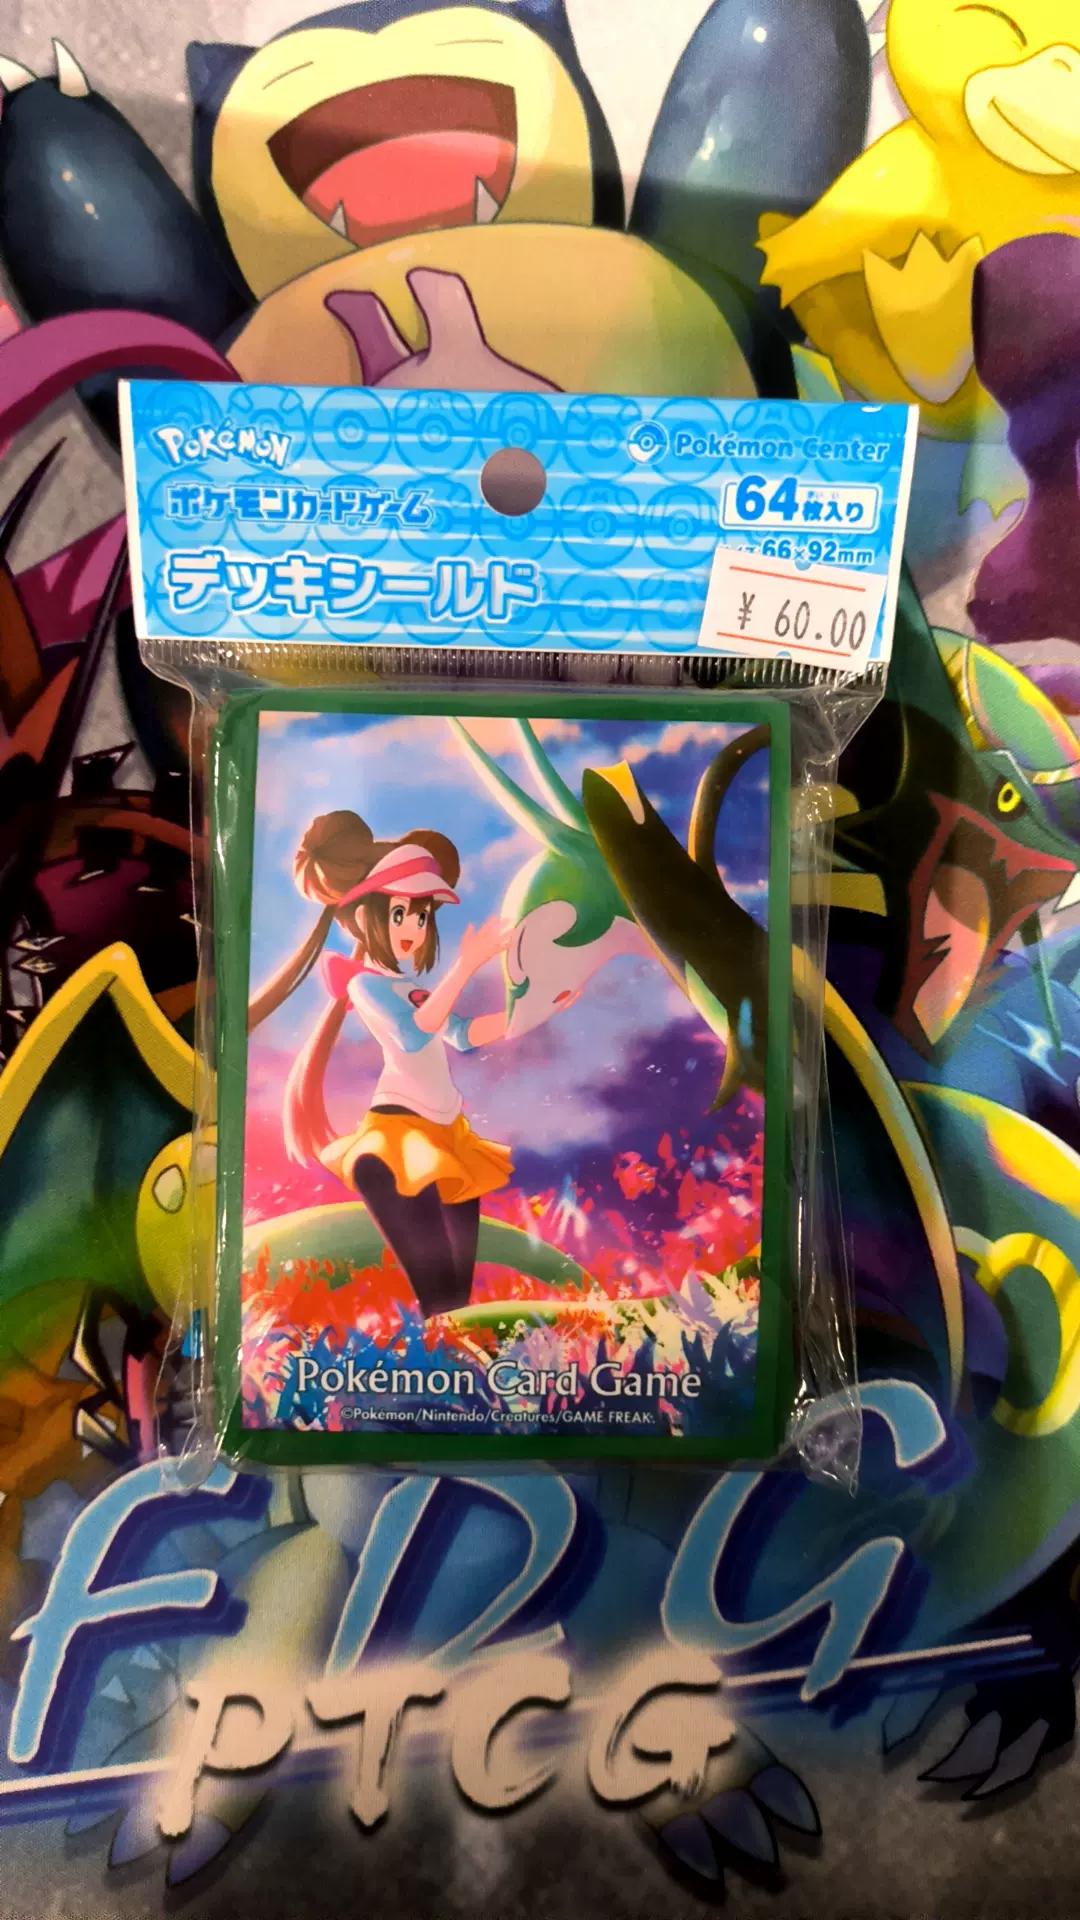 POKéMON
Pokémon Center
ポケモンカードゲーム
64枚入り
デッキシールド
66×92mm
¥ 60.00
Pokémon Card Game
©Pokémon/Nintendo/Creatures/GAME FREAK.
FDG
PTCG